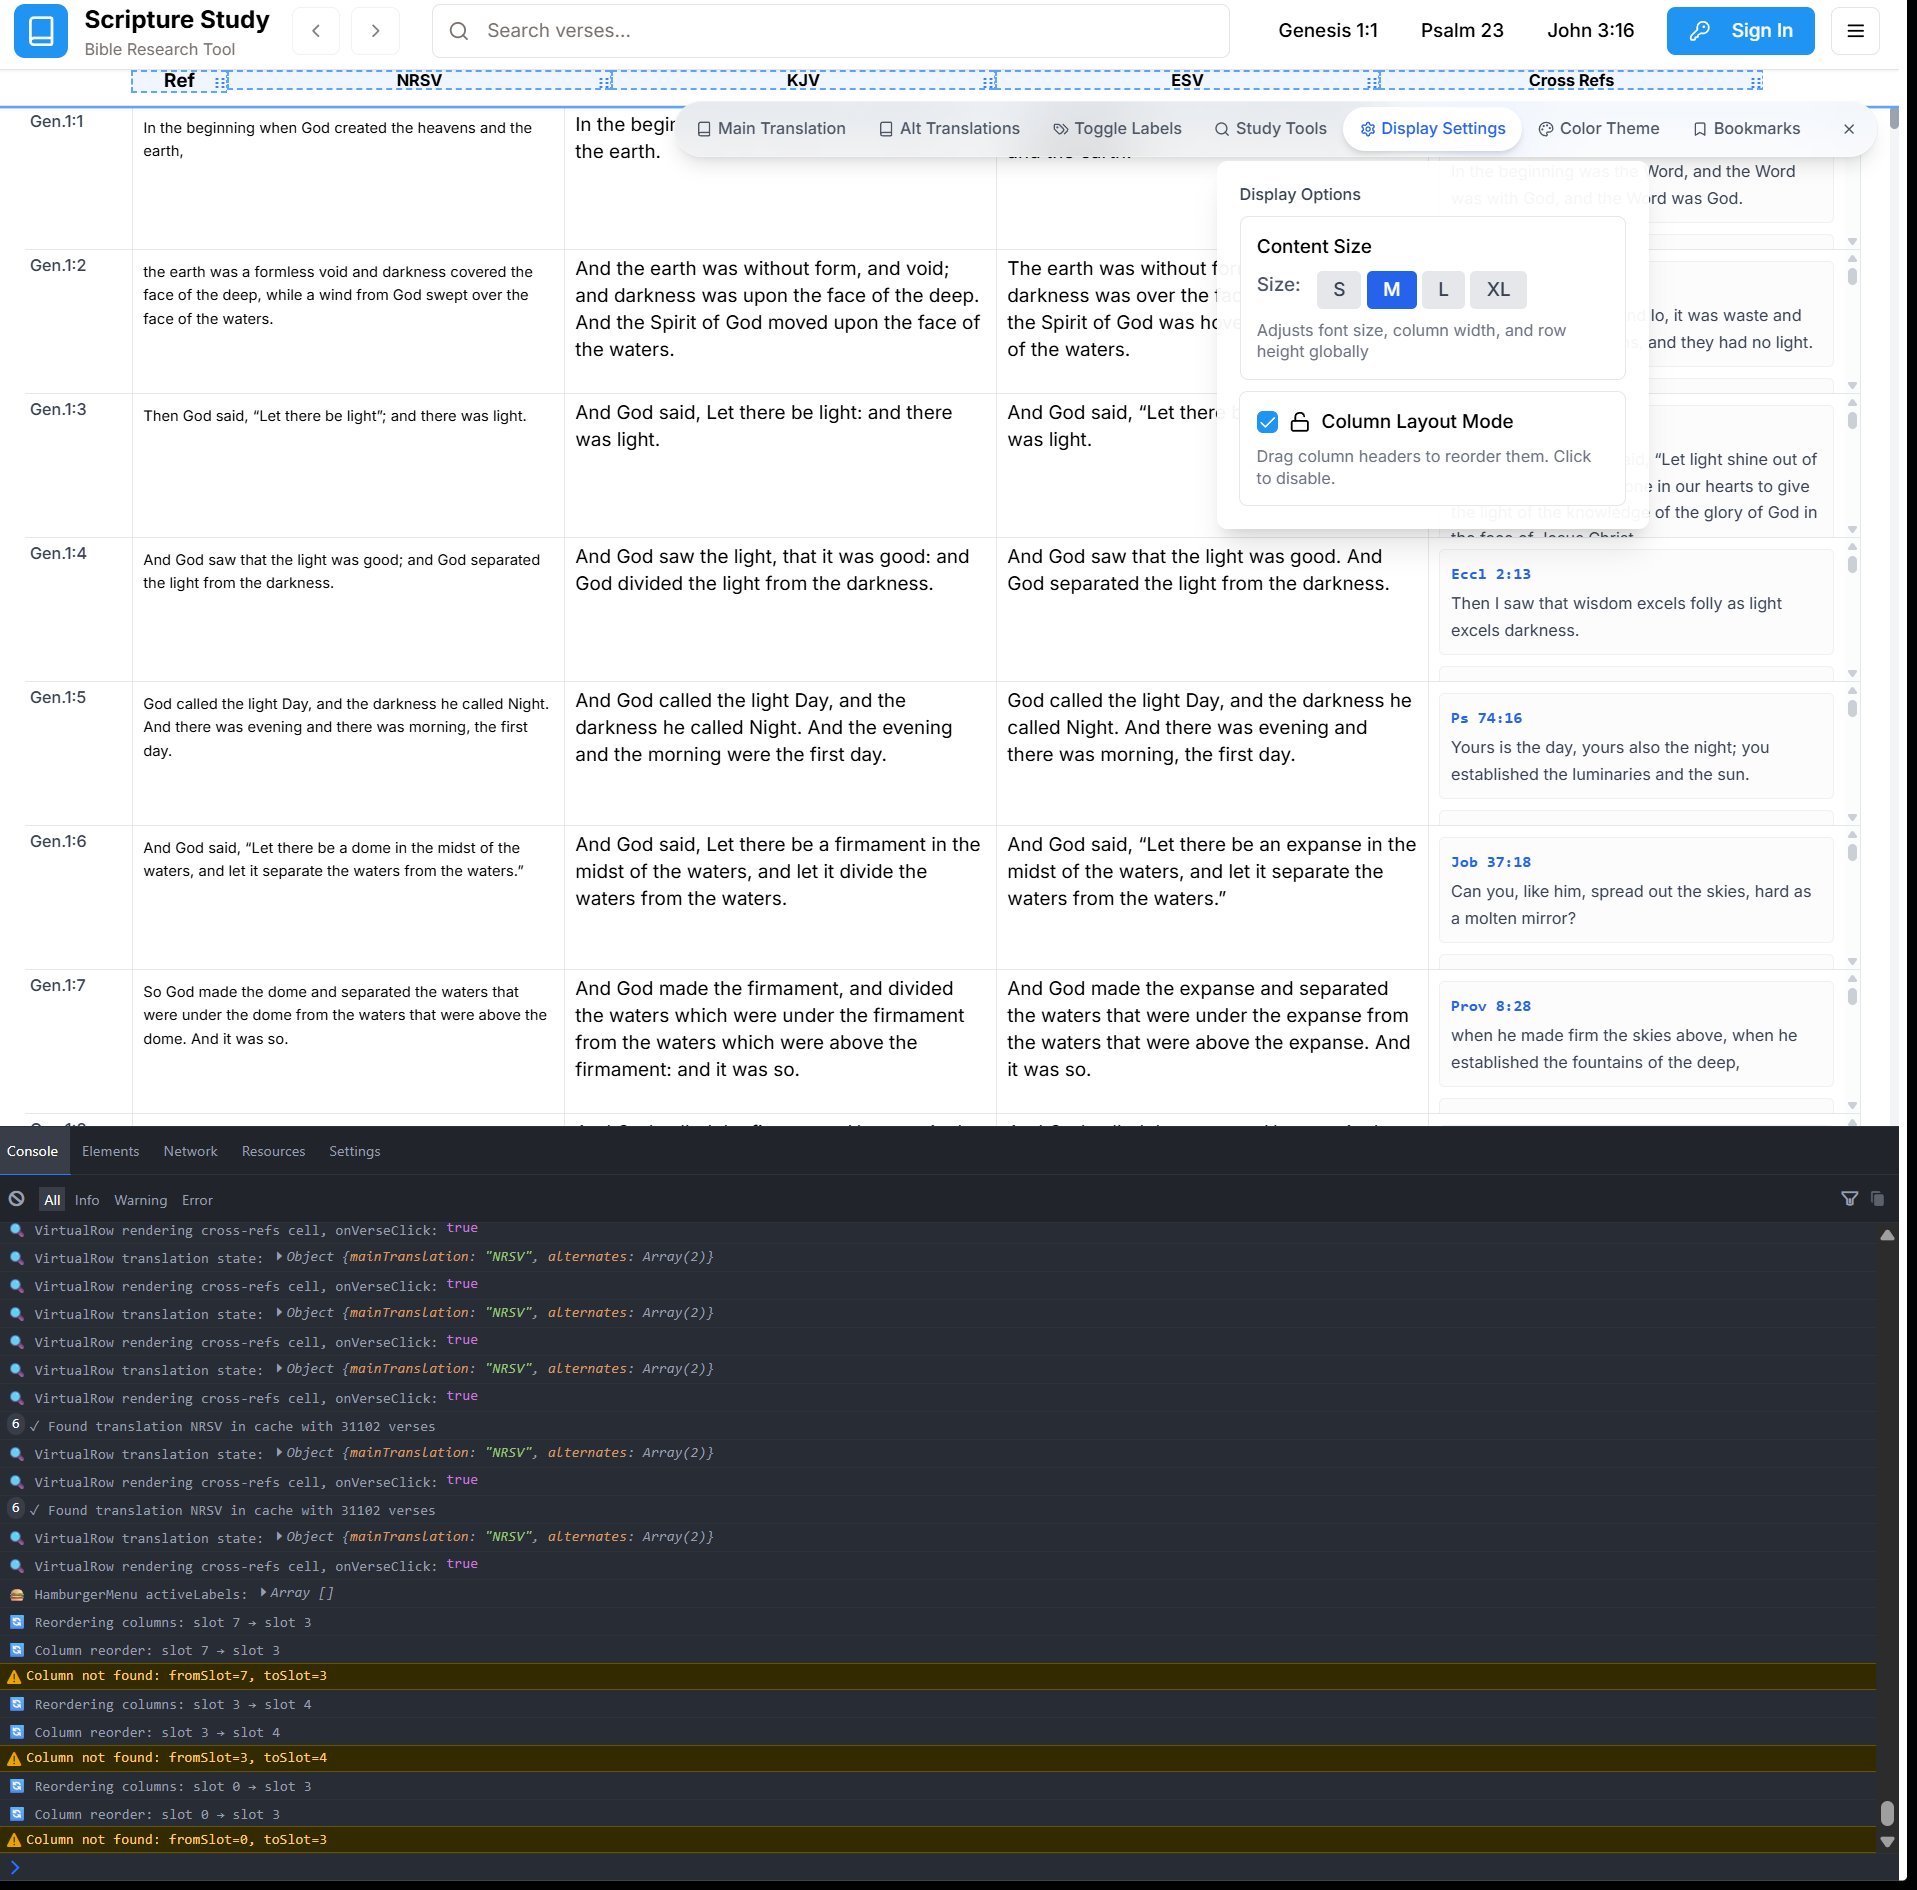 Scripture Study
Bible Research Tool
Search verses...
Genesis 1:1
Psalm 23
John 3:16
Sign In
Ref
NRSV
KJV
ESV
Cross Refs
Main Translation
Alt Translations
Toggle Labels
Study Tools
Display Settings
Color Theme
Bookmarks
Display Options
Content Size
Size:
S
M
L
XL
Adjusts font size, column width, and row
height globally
Column Layout Mode
Drag column headers to reorder them. Click
to disable.
Gen.1:1
In the beginning when God created the heavens and the
earth,
In the begin
the earth.
and the earth.
In the beginning was the Word, and the Word
was with God, and the Word was God.
Gen.1:2
the earth was a formless void and darkness covered the
face of the deep, while a wind from God swept over the
face of the waters.
And the earth was without form, and void;
and darkness was upon the face of the deep.
And the Spirit of God moved upon the face of
the waters.
The earth was without for
darkness was over the fac
the Spirit of God was hove
of the waters.
nd lo, it was waste and
s, and they had no light.
Gen.1:3
Then God said, “Let there be light”; and there was light.
And God said, Let there be light: and there
was light.
And God said, “Let there b
was light.
aid, “Let light shine out of
one in our hearts to give
the light of the knowledge of the glory of God in
the face of Jesus Christ
Gen.1:4
And God saw that the light was good; and God separated
the light from the darkness.
And God saw the light, that it was good: and
God divided the light from the darkness.
And God saw that the light was good. And
God separated the light from the darkness.
Eccl 2:13
Then I saw that wisdom excels folly as light
excels darkness.
Gen.1:5
God called the light Day, and the darkness he called Night.
And there was evening and there was morning, the first
day.
And God called the light Day, and the
darkness he called Night. And the evening
and the morning were the first day.
God called the light Day, and the darkness he
called Night. And there was evening and
there was morning, the first day.
Ps 74:16
Yours is the day, yours also the night; you
established the luminaries and the sun.
Gen.1:6
And God said, “Let there be a dome in the midst of the
waters, and let it separate the waters from the waters.”
And God said, Let there be a firmament in the
midst of the waters, and let it divide the
waters from the waters.
And God said, “Let there be an expanse in the
midst of the waters, and let it separate the
waters from the waters.”
Job 37:18
Can you, like him, spread out the skies, hard as
a molten mirror?
Gen.1:7
So God made the dome and separated the waters that
were under the dome from the waters that were above the
dome. And it was so.
And God made the firmament, and divided
the waters which were under the firmament
from the waters which were above the
firmament: and it was so.
And God made the expanse and separated
the waters that were under the expanse from
the waters that were above the expanse. And
it was so.
Prov 8:28
when he made firm the skies above, when he
established the fountains of the deep,
Console
Elements
Network
Resources
Settings
All
Info
Warning
Error
VirtualRow rendering cross-refs cell, onVerseClick: true
VirtualRow translation state: Object {mainTranslation: "NRSV", alternates: Array(2)}
VirtualRow rendering cross-refs cell, onVerseClick: true
VirtualRow translation state: Object {mainTranslation: "NRSV", alternates: Array(2)}
VirtualRow rendering cross-refs cell, onVerseClick: true
VirtualRow translation state: Object {mainTranslation: "NRSV", alternates: Array(2)}
VirtualRow rendering cross-refs cell, onVerseClick: true
6 ✓ Found translation NRSV in cache with 31102 verses
VirtualRow translation state: Object {mainTranslation: "NRSV", alternates: Array(2)}
VirtualRow rendering cross-refs cell, onVerseClick: true
6 ✓ Found translation NRSV in cache with 31102 verses
VirtualRow translation state: Object {mainTranslation: "NRSV", alternates: Array(2)}
VirtualRow rendering cross-refs cell, onVerseClick: true
HamburgerMenu activeLabels: Array []
Reordering columns: slot 7 → slot 3
Column reorder: slot 7 → slot 3
Column not found: fromSlot=7, toSlot=3
Reordering columns: slot 3 → slot 4
Column reorder: slot 3 → slot 4
Column not found: fromSlot=3, toSlot=4
Reordering columns: slot 0 → slot 3
Column reorder: slot 0 → slot 3
Column not found: fromSlot=0, toSlot=3